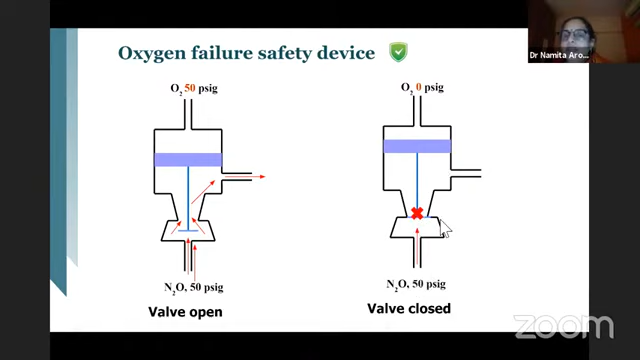 Oxygen failure safety device
O₂ 50 psig
O₂ 0 psig
N₂O, 50 psig
N₂O, 50 psig
Valve open
Valve closed
Dr Namita Aro...
zoom